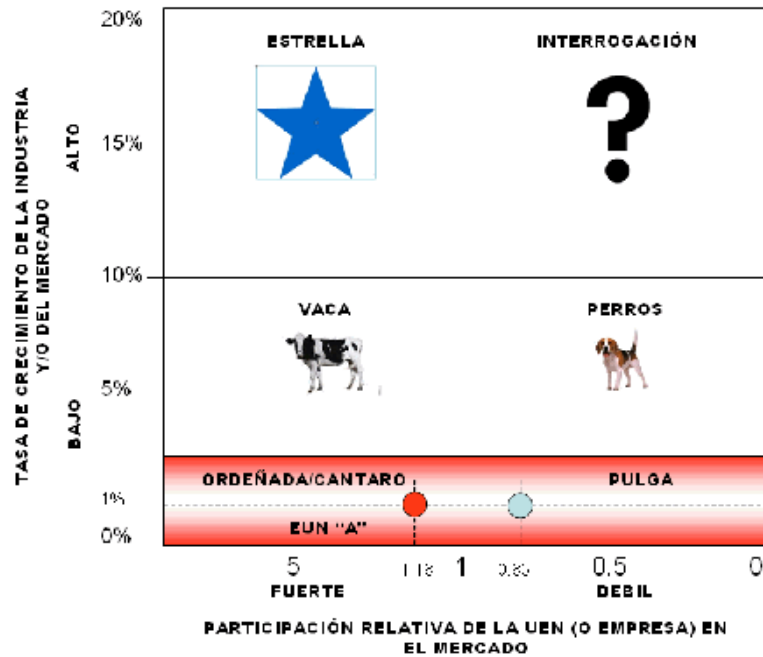 20%
ESTRELLA
INTERROGACIÓN
?
15%
ALTO
TASA DE CRECIMIENTO DE LA INDUSTRIA
Y/O DEL MERCADO
10%
VACA
PERROS
5%
BAJO
ORDEÑADA/CANTARO
PULGA
1%
EUN "A"
0%
5
1
0.5
0
FUERTE
DEBIL
PARTICIPACIÓN RELATIVA DE LA UEN (O EMPRESA) EN
EL MERCADO